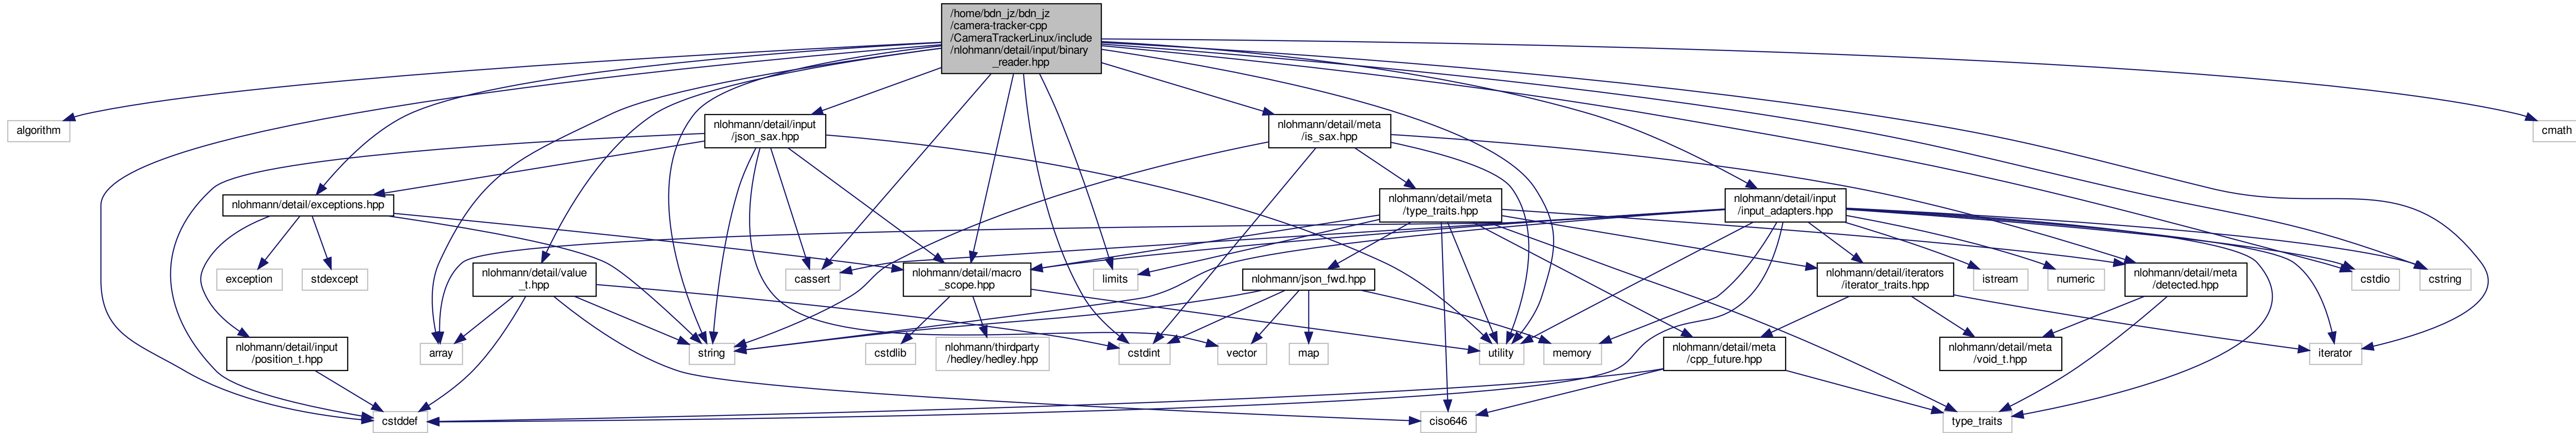 /home/bdn_jz/bdn_jz
/camera-tracker-cpp
/CameraTrackerLinux/include
/nlohmann/detail/input/binary
_reader.hpp
algorithm
nlohmann/detail/input
/json_sax.hpp
nlohmann/detail/meta
/is_sax.hpp
cmath
nlohmann/detail/exceptions.hpp
nlohmann/detail/meta
/type_traits.hpp
nlohmann/detail/input
/input_adapters.hpp
exception
stdexcept
nlohmann/detail/value
_t.hpp
cassert
nlohmann/detail/macro
_scope.hpp
limits
nlohmann/json_fwd.hpp
nlohmann/detail/iterators
/iterator_traits.hpp
istream
numeric
nlohmann/detail/meta
/detected.hpp
cstdio
cstring
nlohmann/detail/input
/position_t.hpp
array
string
cstdlib
nlohmann/thirdparty
/hedley/hedley.hpp
cstdint
vector
map
utility
memory
nlohmann/detail/meta
/cpp_future.hpp
nlohmann/detail/meta
/void_t.hpp
iterator
cstddef
ciso646
type_traits